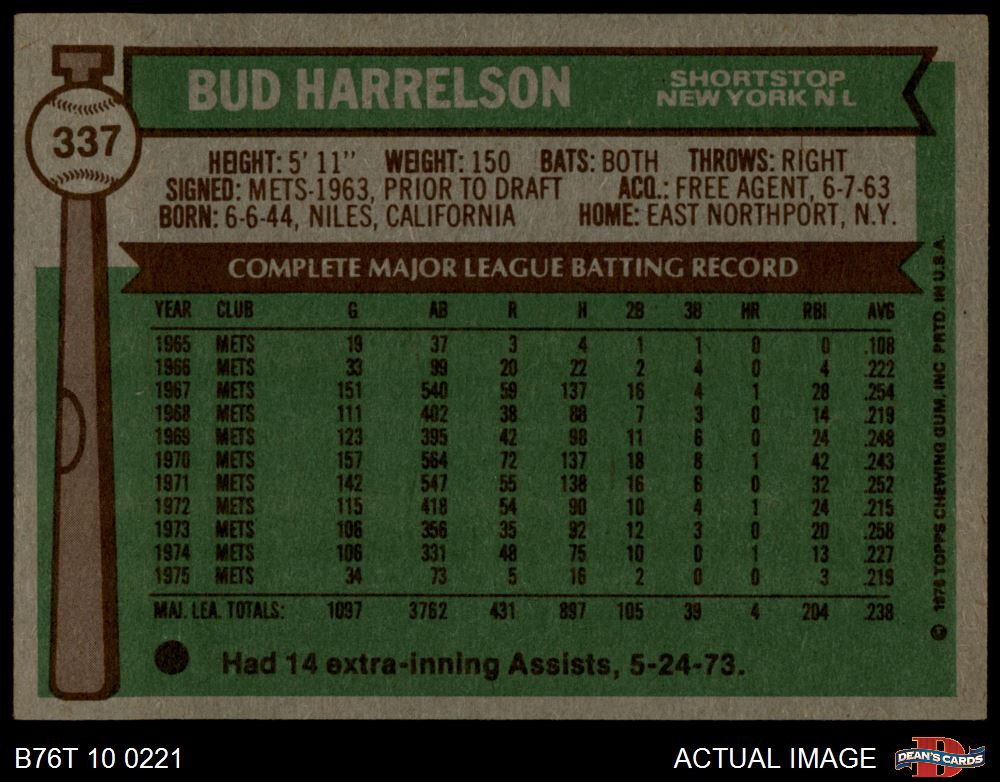 337
BUD HARRELSON
SHORTSTOP
NEW YORK N L
HEIGHT: 5' 11" WEIGHT: 150 BATS: BOTH THROWS: RIGHT
SIGNED: METS-1963, PRIOR TO DRAFT ACQ.: FREE AGENT, 6-7-63
BORN: 6-6-44, NILES, CALIFORNIA HOME: EAST NORTHPORT, N.Y.
COMPLETE MAJOR LEAGUE BATTING RECORD
YEAR CLUB G AB R H 2B 3B HR RBI AVG
1965 METS 19 37 3 4 1 1 0 0 .108
1966 METS 33 99 20 22 2 4 0 4 .222
1967 METS 151 540 59 137 16 4 1 28 .254
1968 METS 111 402 38 88 7 3 0 14 .219
1969 METS 123 395 42 98 11 6 0 24 .248
1970 METS 157 564 72 137 18 8 1 42 .243
1971 METS 142 547 55 138 16 6 0 32 .252
1972 METS 115 418 54 90 10 4 1 24 .215
1973 METS 106 356 35 92 12 3 0 20 .258
1974 METS 106 331 48 75 10 0 1 13 .227
1975 METS 34 73 5 16 2 0 0 3 .219
MAJ. LEA. TOTALS: 1097 3762 431 897 105 39 4 204 .238
Had 14 extra-inning Assists, 5-24-73.
© 1976 TOPPS CHEWING GUM, INC PRTD. IN U.S.A.
B76T 10 0221
ACTUAL IMAGE
D
DEAN'S CARDS